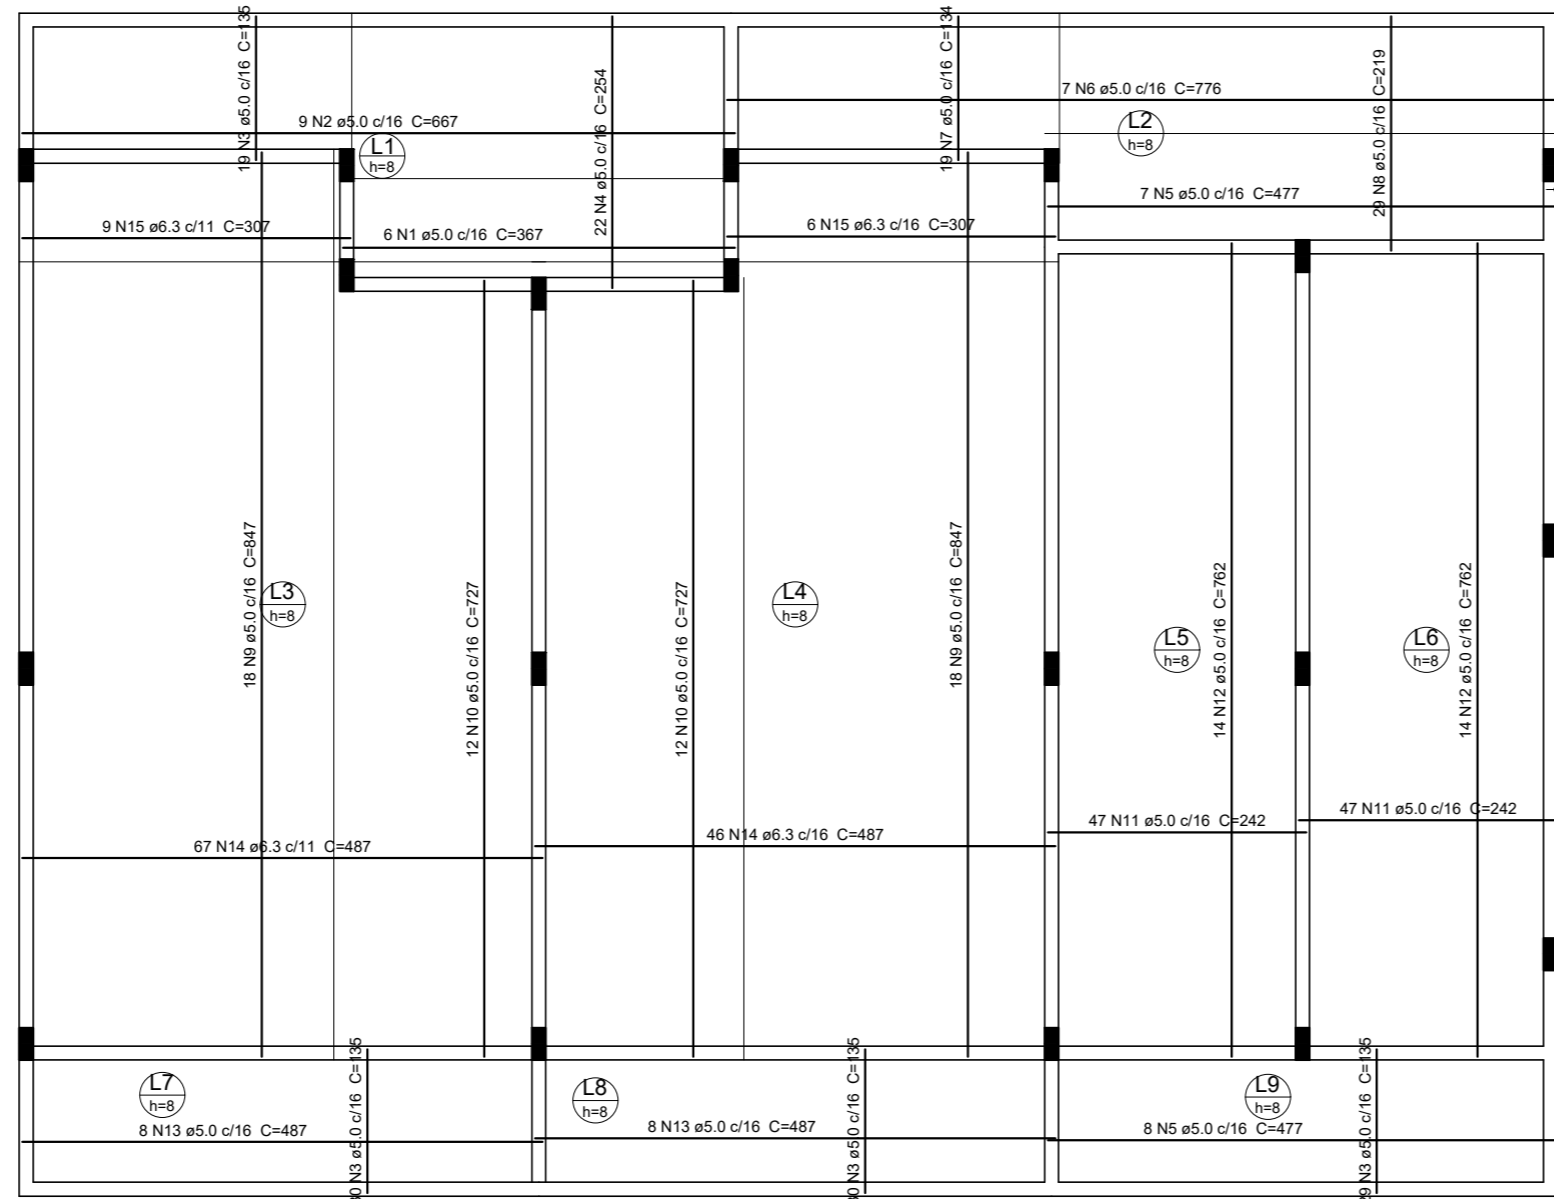 19 N3 ø5.0 c/16 C=135
19 N7 ø5.0 c/16 C=134
22 N4 ø5.0 c/16 C=254
29 N8 ø5.0 c/16 C=219
7 N6 ø5.0 c/16 C=776
9 N2 ø5.0 c/16 C=667
L1
h=8
L2
h=8
7 N5 ø5.0 c/16 C=477
9 N15 ø6.3 c/11 C=307
6 N1 ø5.0 c/16 C=367
6 N15 ø6.3 c/16 C=307
18 N9 ø5.0 c/16 C=847
L3
h=8
12 N10 ø5.0 c/16 C=727
12 N10 ø5.0 c/16 C=727
L4
h=8
18 N9 ø5.0 c/16 C=847
L5
h=8
14 N12 ø5.0 c/16 C=762
L6
h=8
14 N12 ø5.0 c/16 C=762
67 N14 ø6.3 c/11 C=487
46 N14 ø6.3 c/16 C=487
47 N11 ø5.0 c/16 C=242
47 N11 ø5.0 c/16 C=242
L7
h=8
L8
h=8
L9
h=8
8 N13 ø5.0 c/16 C=487
8 N13 ø5.0 c/16 C=487
8 N5 ø5.0 c/16 C=477
N3 ø5.0 c/16 C=135
N3 ø5.0 c/16 C=135
N3 ø5.0 c/16 C=135